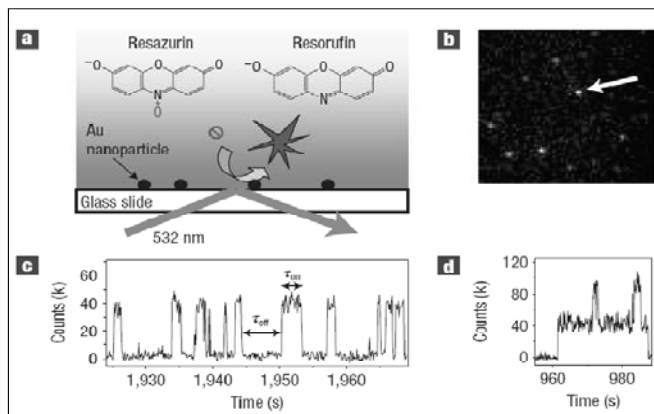 a
Resazurin
Resorufin
⁻O
O
O
N
O
⁻O
O
O
N
Au
nanoparticle
Glass slide
532 nm
b
c
Counts (k)
60
40
20
0
τon
τoff
1,930
1,940
1,950
1,960
Time (s)
d
Counts (k)
120
80
40
0
960
980
Time (s)